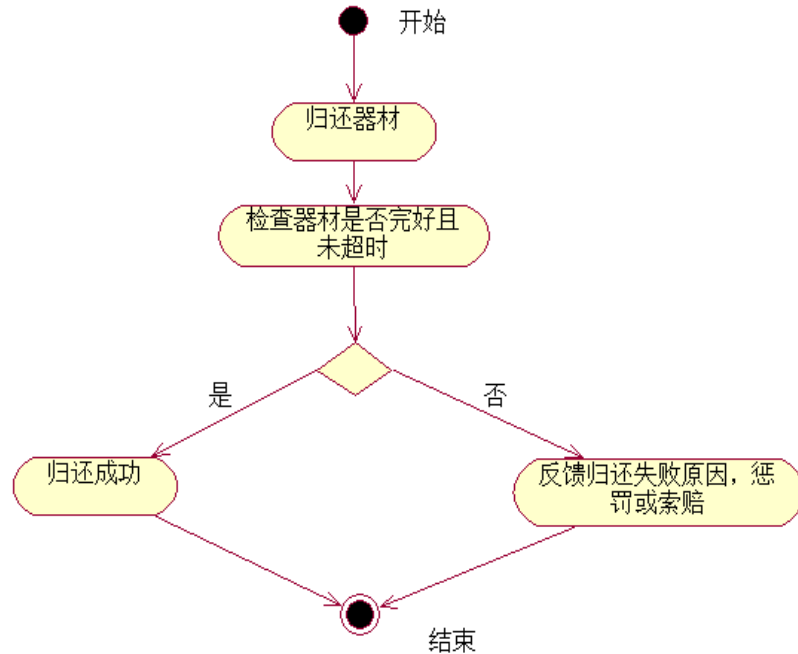 开始
归还器材
检查器材是否完好且
未超时
是
否
归还成功
反馈归还失败原因，惩
罚或索赔
结束